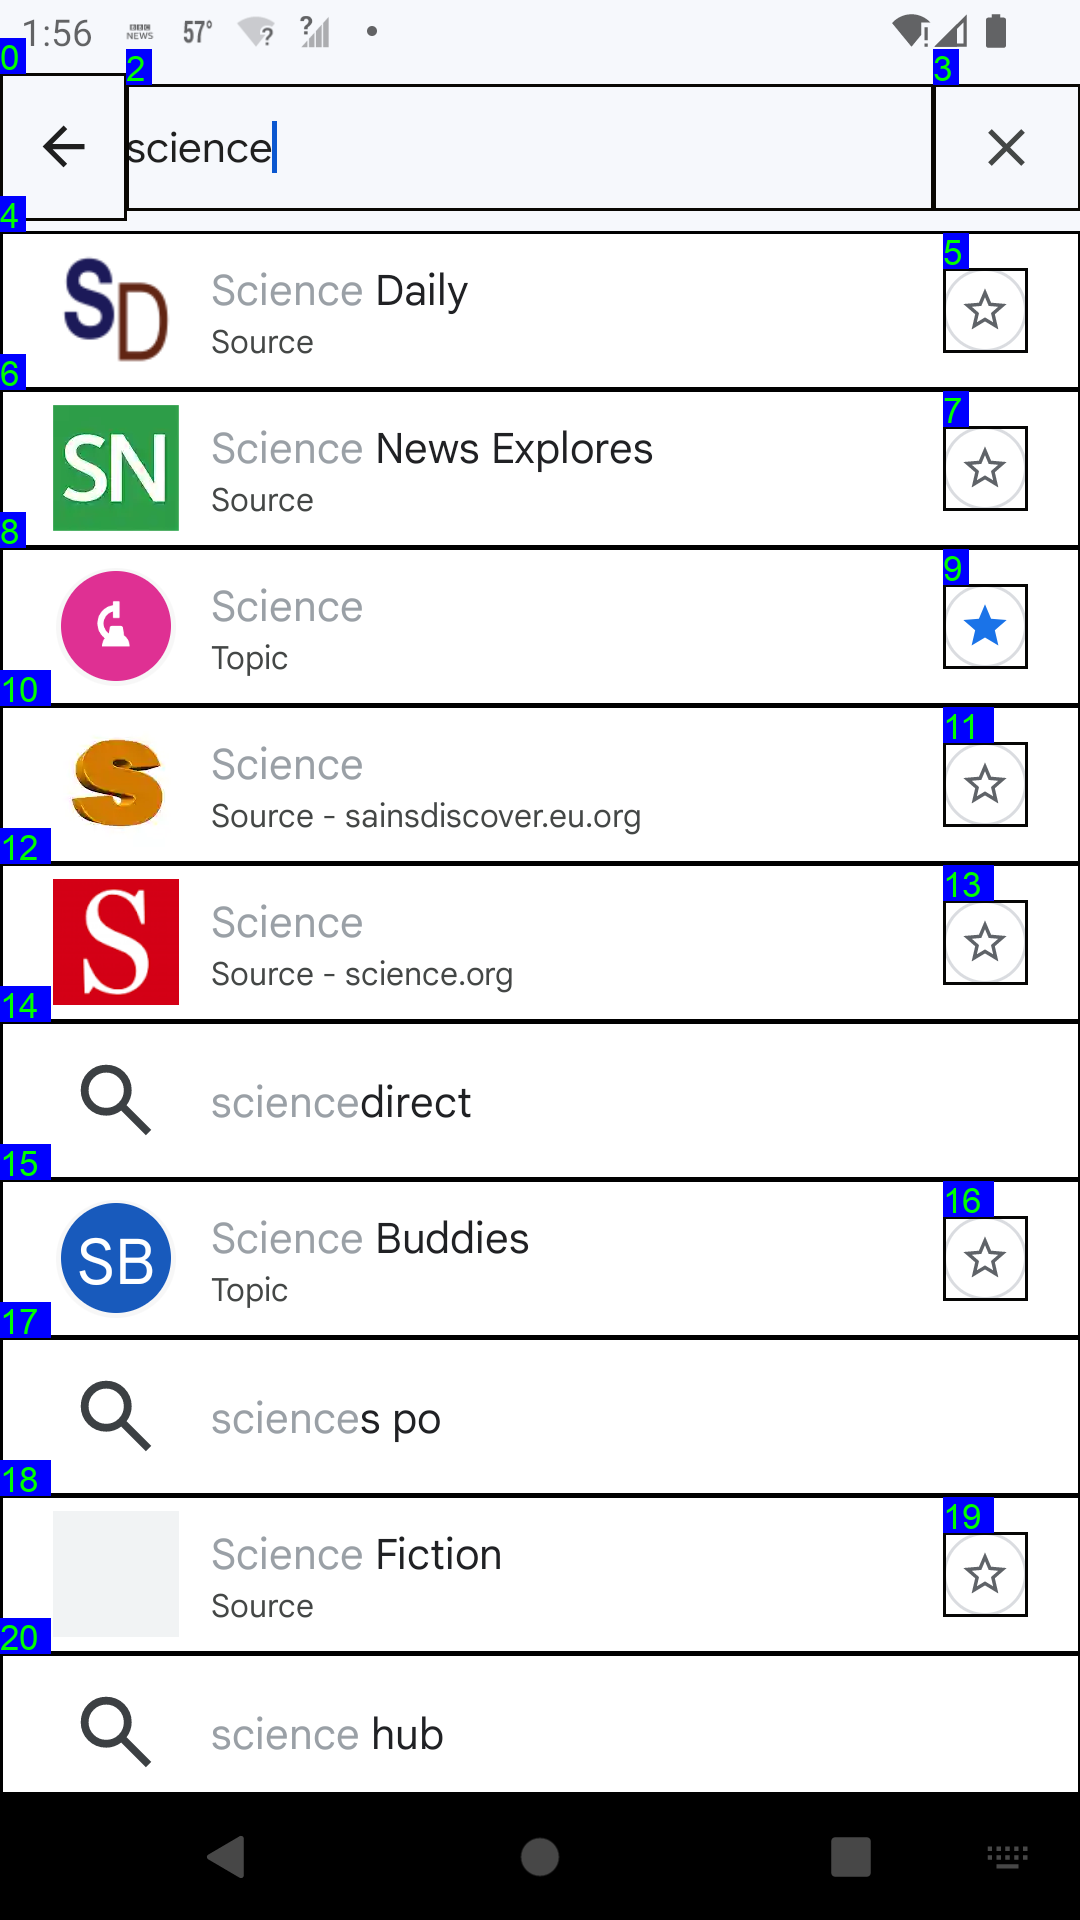 1:56 BBC NEWS 57° ? ?
0
2
3
science
4
5
SD
Science Daily
Source
6
7
SN
Science News Explores
Source
8
9
Science
Topic
10
11
S
Science
Source - sainsdiscover.eu.org
12
13
S
Science
Source - science.org
14
sciencedirect
15
16
SB
Science Buddies
Topic
17
sciences po
18
19
Science Fiction
Source
20
science hub